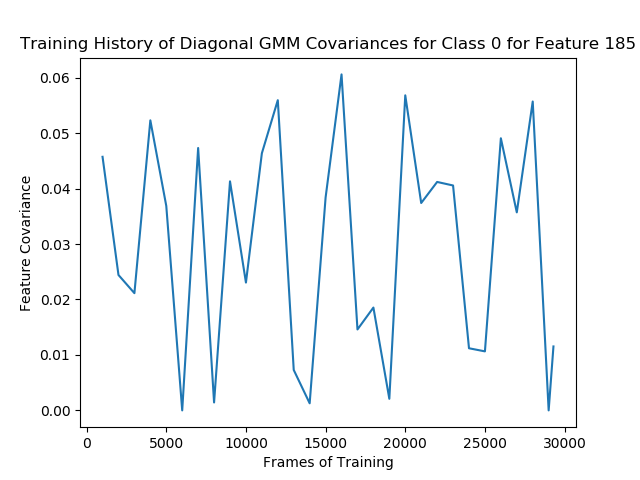 Training History of Diagonal GMM Covariances for Class 0 for Feature 185
0.06
0.05
0.04
0.03
0.02
0.01
0.00
Feature Covariance
0 5000 10000 15000 20000 25000 30000
Frames of Training